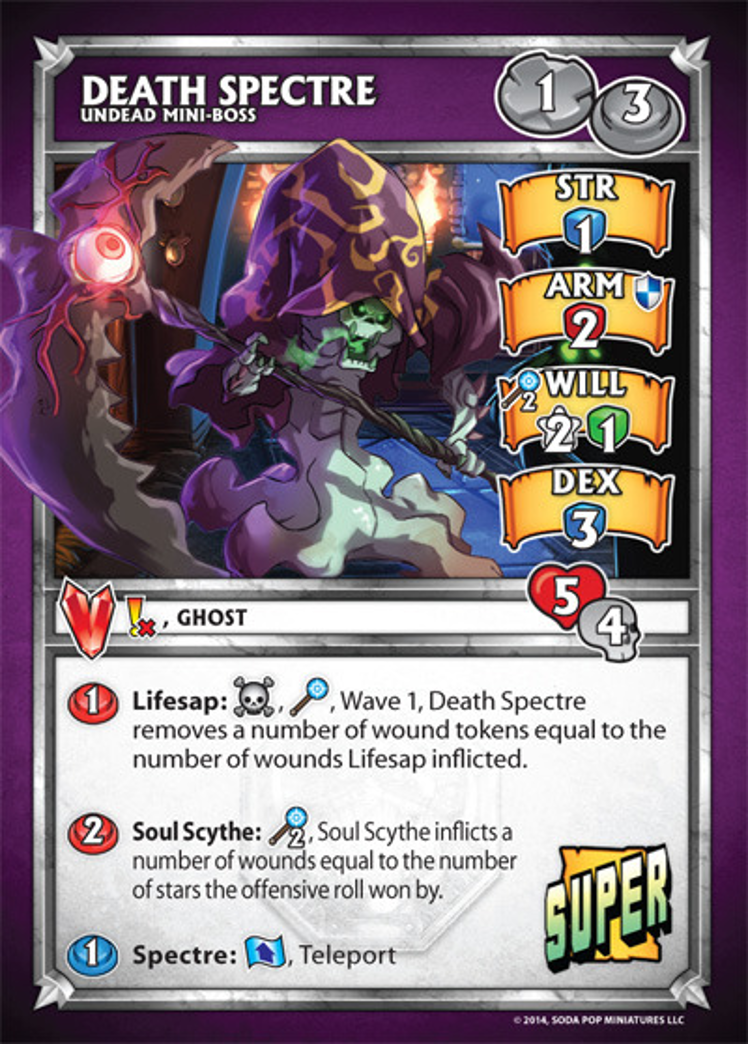 DEATH SPECTRE
UNDEAD MINI-BOSS
1 3
STR
1
ARM
2
WILL
2 2 1
DEX
3
5 4
, GHOST
1 Lifesap: , , Wave 1, Death Spectre
removes a number of wound tokens equal to the
number of wounds Lifesap inflicted.
2 Soul Scythe: 2, Soul Scythe inflicts a
number of wounds equal to the number
of stars the offensive roll won by.
SUPER
1 Spectre: , Teleport
© 2014, SODA POP MINIATURES LLC